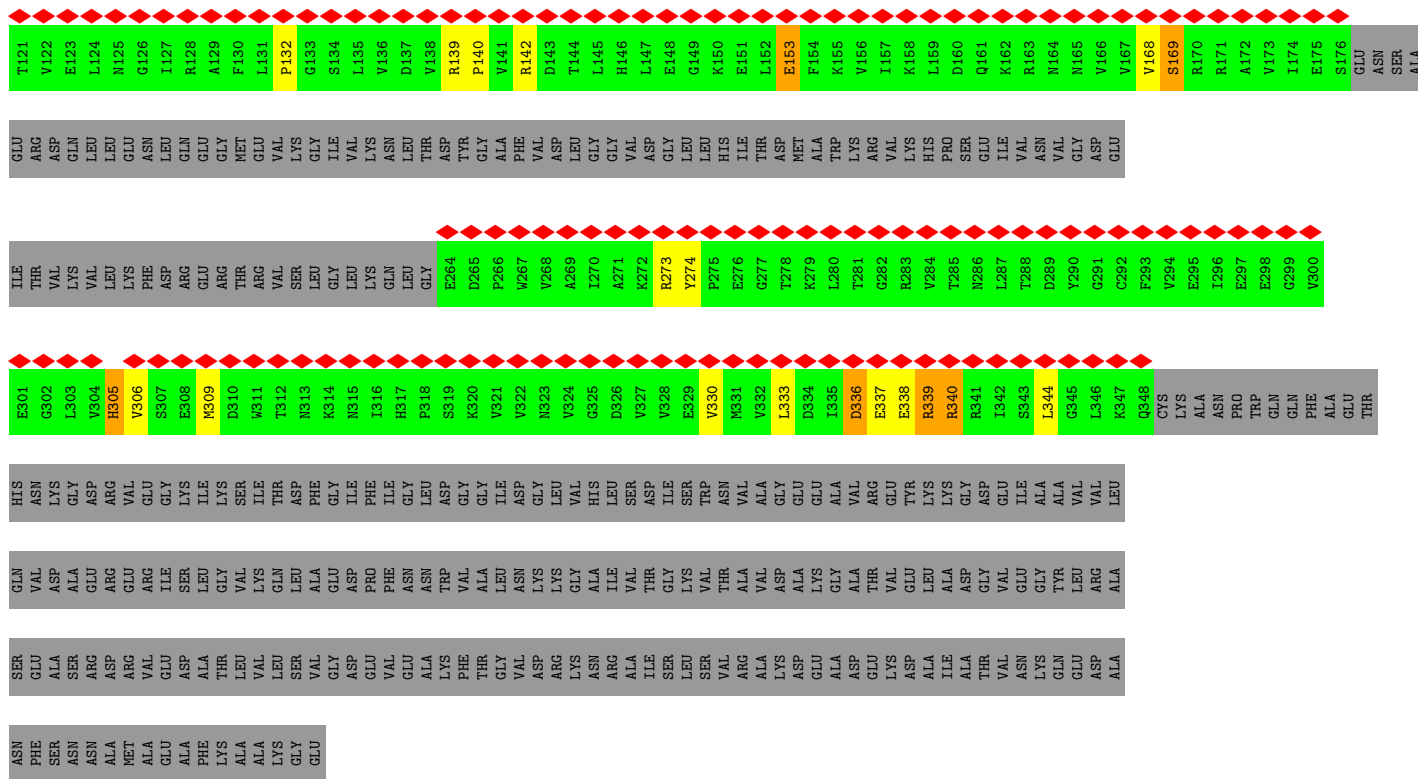 T121 V122 E123 L124 N125 G126 I127 R128 A129 F130 L131 P132 G133 S134 L135 V136 D137 V138 R139 P140 V141 R142 D143 T144 L145 H146 L147 E148 G149 K150 E151 L152 E153 F154 K155 V156 I157 K158 L159 D160 Q161 K162 R163 N164 N165 V166 V167 V168 S169 R170 R171 A172 V173 I174 E175 S176 GLU ASN SER ALA
GLU ARG ASP GLN LEU LEU GLU ASN LEU GLN GLU GLY MET GLU VAL LYS GLY ILE VAL LYS ASN LEU THR ASP TYR GLY ALA PHE VAL ASP LEU GLY GLY VAL ASP GLY LEU LEU HIS ILE THR ASP MET ALA TRP LYS ARG VAL LYS HIS PRO SER GLU ILE VAL ASN VAL GLY ASP GLU
ILE THR VAL LYS VAL LEU LYS PHE ASP ARG GLU ARG THR ARG VAL SER LEU GLY LEU LYS GLN LEU GLY E264 D265 P266 W267 V268 A269 I270 A271 K272 R273 Y274 P275 E276 G277 T278 K279 L280 T281 G282 R283 V284 T285 N286 L287 T288 D289 Y290 G291 C292 F293 V294 E295 I296 E297 E298 G299 V300
E301 G302 L303 V304 H305 V306 S307 E308 M309 D310 W311 T312 N313 K314 N315 I316 H317 P318 S319 K320 V321 V322 N323 V324 G325 D326 V327 V328 E329 V330 M331 V332 L333 D334 I335 D336 E337 E338 R339 R340 R341 I342 S343 L344 G345 L346 K347 Q348 CYS LYS ALA ASN PRO TRP GLN GLN PHE ALA GLU THR
HIS ASN LYS GLY ASP ARG VAL GLU GLY LYS ILE LYS SER ILE THR ASP PHE GLY ILE PHE ILE GLY LEU ASP GLY GLY ILE ASP GLY LEU VAL HIS LEU SER ASP ILE SER TRP ASN VAL ALA GLY GLU GLU ALA VAL ARG GLU TYR LYS LYS GLY ASP GLU ILE ALA ALA VAL VAL LEU
GLN VAL ASP ALA GLU ARG GLU ARG ILE SER LEU GLY VAL LYS GLN LEU ALA GLU ASP PRO PHE ASN ASN TRP VAL ALA LEU ASN LYS LYS GLY ALA ILE VAL THR GLY LYS VAL THR ALA VAL ASP ALA LYS GLY ALA THR VAL GLU LEU ALA ASP GLY VAL GLU GLY TYR LEU ARG ALA
SER GLU ALA SER ARG ASP ARG VAL GLU ASP ALA THR LEU VAL LEU SER VAL GLY ASP GLU VAL GLU ALA LYS PHE THR GLY VAL ASP ARG LYS ASN ARG ALA ILE SER LEU SER VAL ARG ALA LYS ASP GLU ALA ASP GLU LYS ASP ALA ILE ALA THR VAL ASN LYS GLN GLU ASP ALA
ASN PHE SER ASN ASN ALA MET ALA GLU ALA PHE LYS ALA ALA LYS GLY GLU